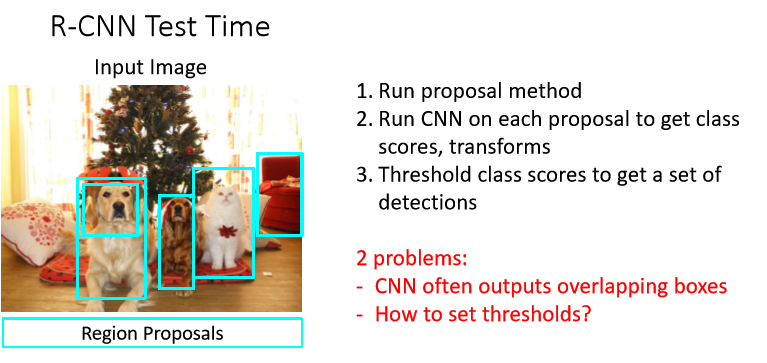 R-CNN Test Time
Input Image
Region Proposals
1. Run proposal method
2. Run CNN on each proposal to get class
scores, transforms
3. Threshold class scores to get a set of
detections
2 problems:
- CNN often outputs overlapping boxes
- How to set thresholds?